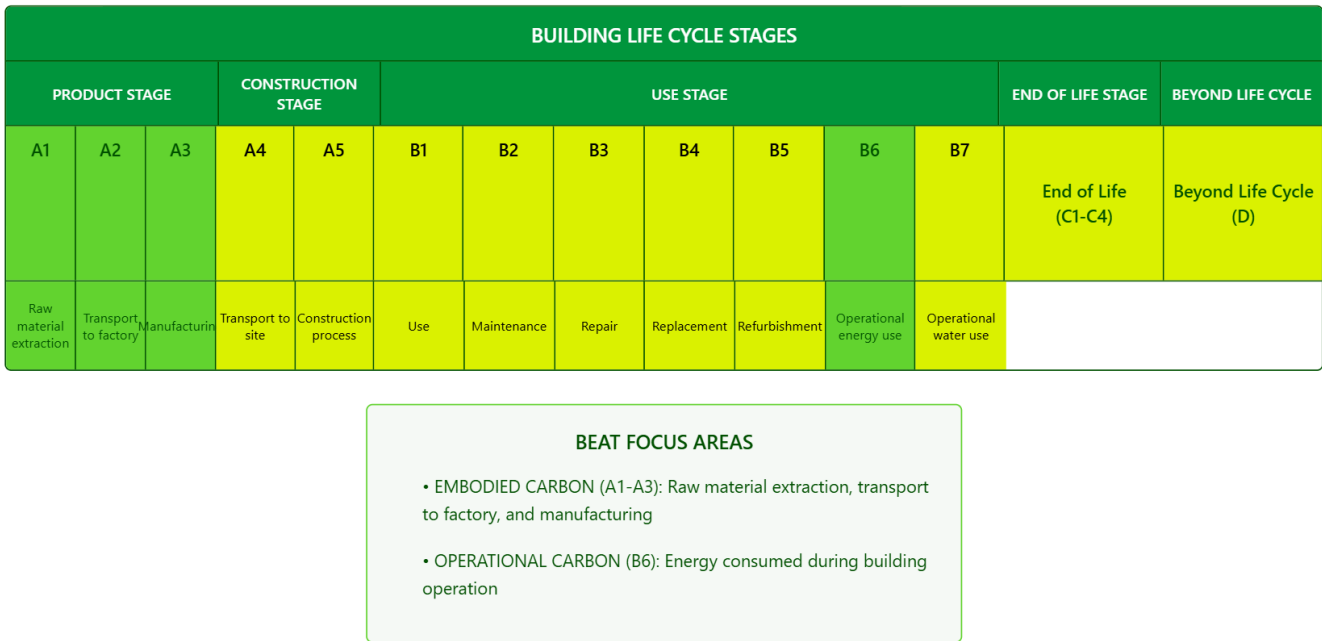 BUILDING LIFE CYCLE STAGES
PRODUCT STAGE
CONSTRUCTION
STAGE
USE STAGE
END OF LIFE STAGE
BEYOND LIFE CYCLE
A1
A2
A3
A4
A5
B1
B2
B3
B4
B5
B6
B7
End of Life
(C1-C4)
Beyond Life Cycle
(D)
Raw
material
extraction
Transport
to factory
Manufacturin
Transport to
site
Construction
process
Use
Maintenance
Repair
Replacement
Refurbishment
Operational
energy use
Operational
water use
BEAT FOCUS AREAS
• EMBODIED CARBON (A1-A3): Raw material extraction, transport
to factory, and manufacturing
• OPERATIONAL CARBON (B6): Energy consumed during building
operation